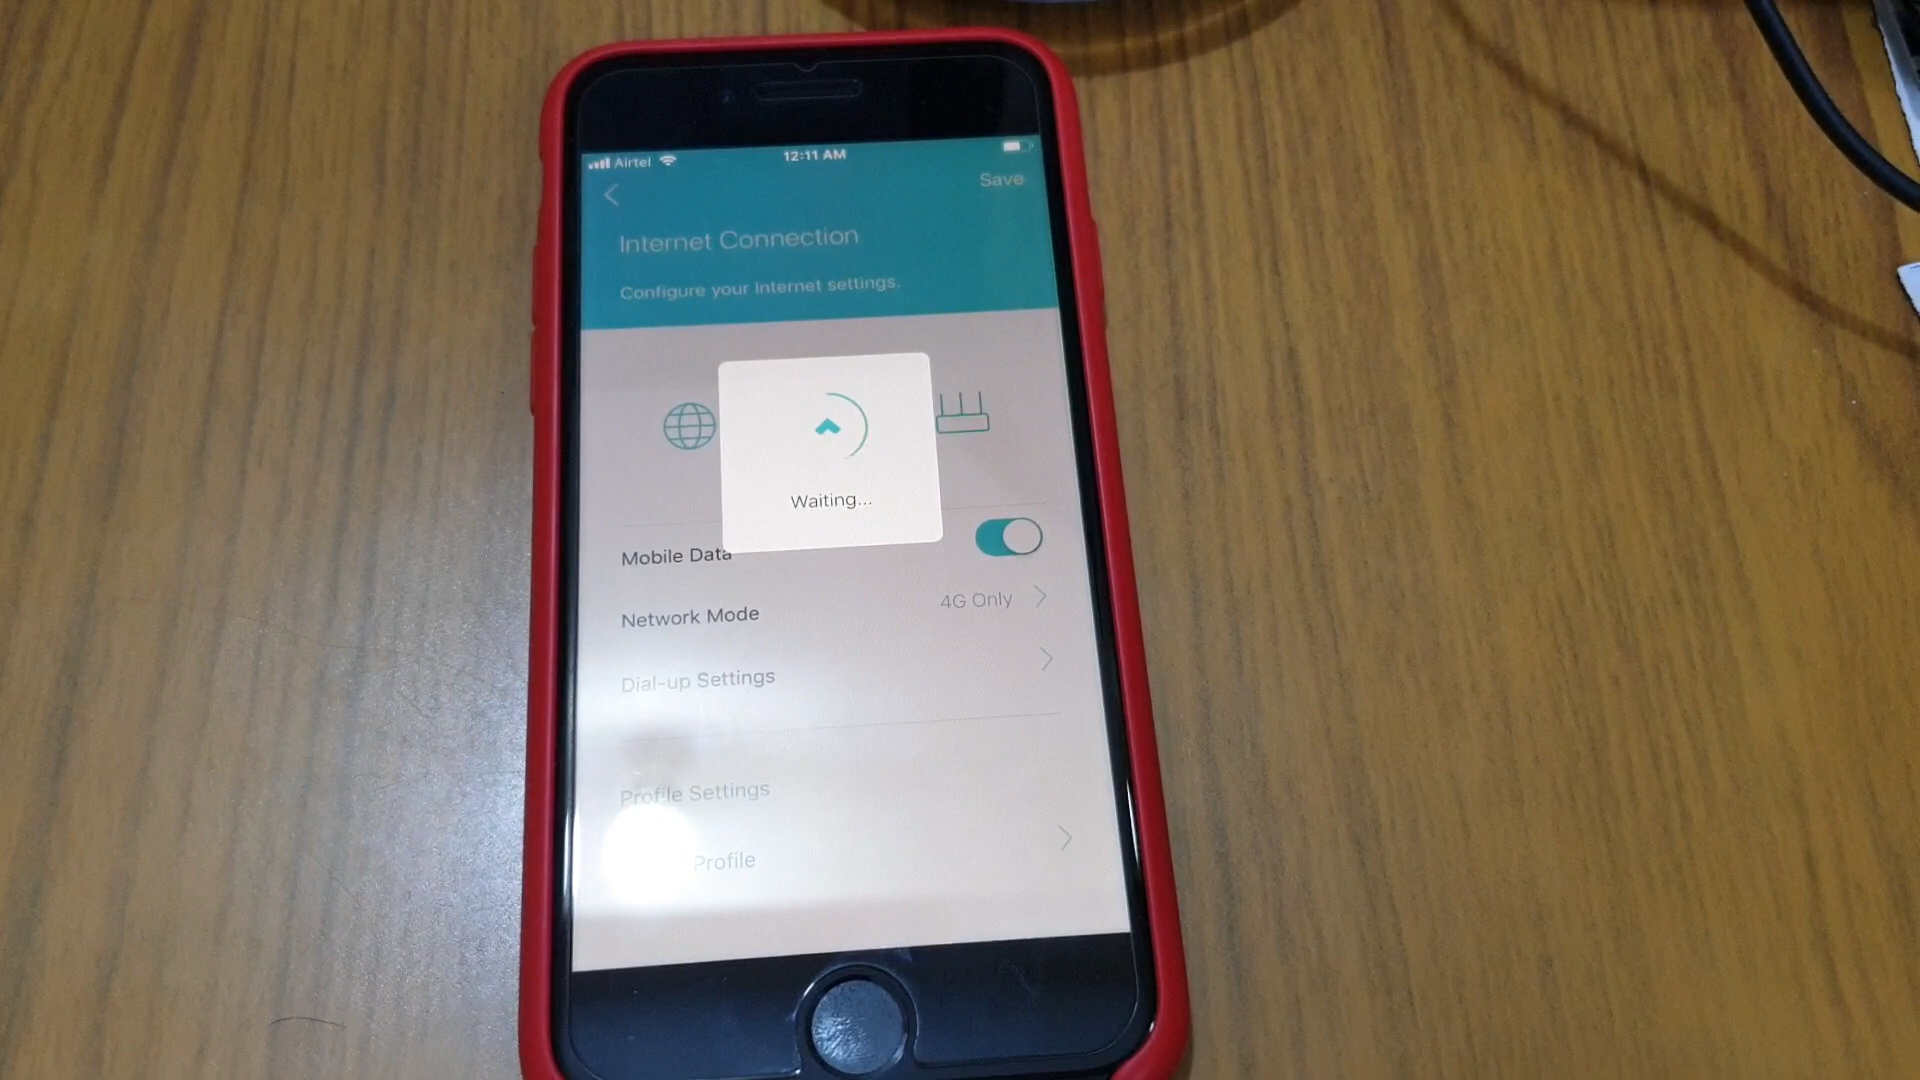 Airtel 12:11 AM
Save
Internet Connection
Configure your Internet settings.
Waiting...
Mobile Data
Network Mode 4G Only
Dial-up Settings
Profile Settings
Profile